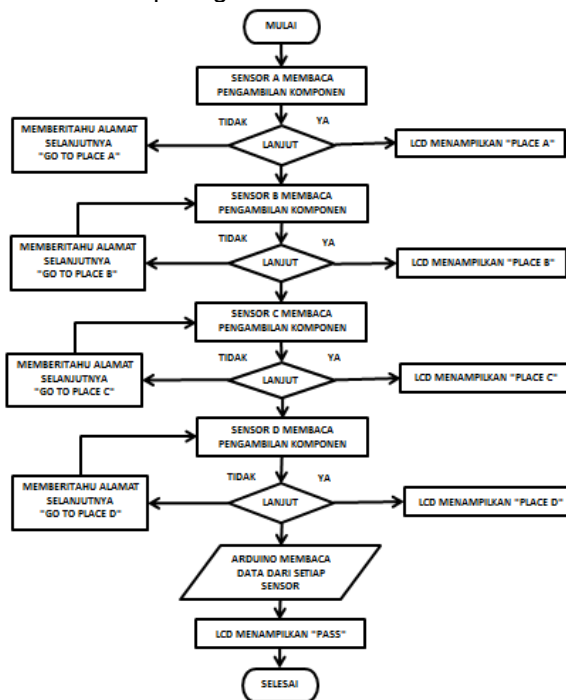 MULAI
SENSOR A MEMBACA
PENGAMBILAN KOMPONEN
TIDAK
YA
MEMBERITAHU ALAMAT
SELANJUTNYA
"GO TO PLACE A"
LANJUT
LCD MENAMPILKAN "PLACE A"
SENSOR B MEMBACA
PENGAMBILAN KOMPONEN
TIDAK
YA
MEMBERITAHU ALAMAT
SELANJUTNYA
"GO TO PLACE B"
LANJUT
LCD MENAMPILKAN "PLACE B"
SENSOR C MEMBACA
PENGAMBILAN KOMPONEN
TIDAK
YA
MEMBERITAHU ALAMAT
SELANJUTNYA
"GO TO PLACE C"
LANJUT
LCD MENAMPILKAN "PLACE C"
SENSOR D MEMBACA
PENGAMBILAN KOMPONEN
TIDAK
YA
MEMBERITAHU ALAMAT
SELANJUTNYA
"GO TO PLACE D"
LANJUT
LCD MENAMPILKAN "PLACE D"
ARDUINO MEMBACA
DATA DARI SETIAP
SENSOR
LCD MENAMPILKAN "PASS"
SELESAI